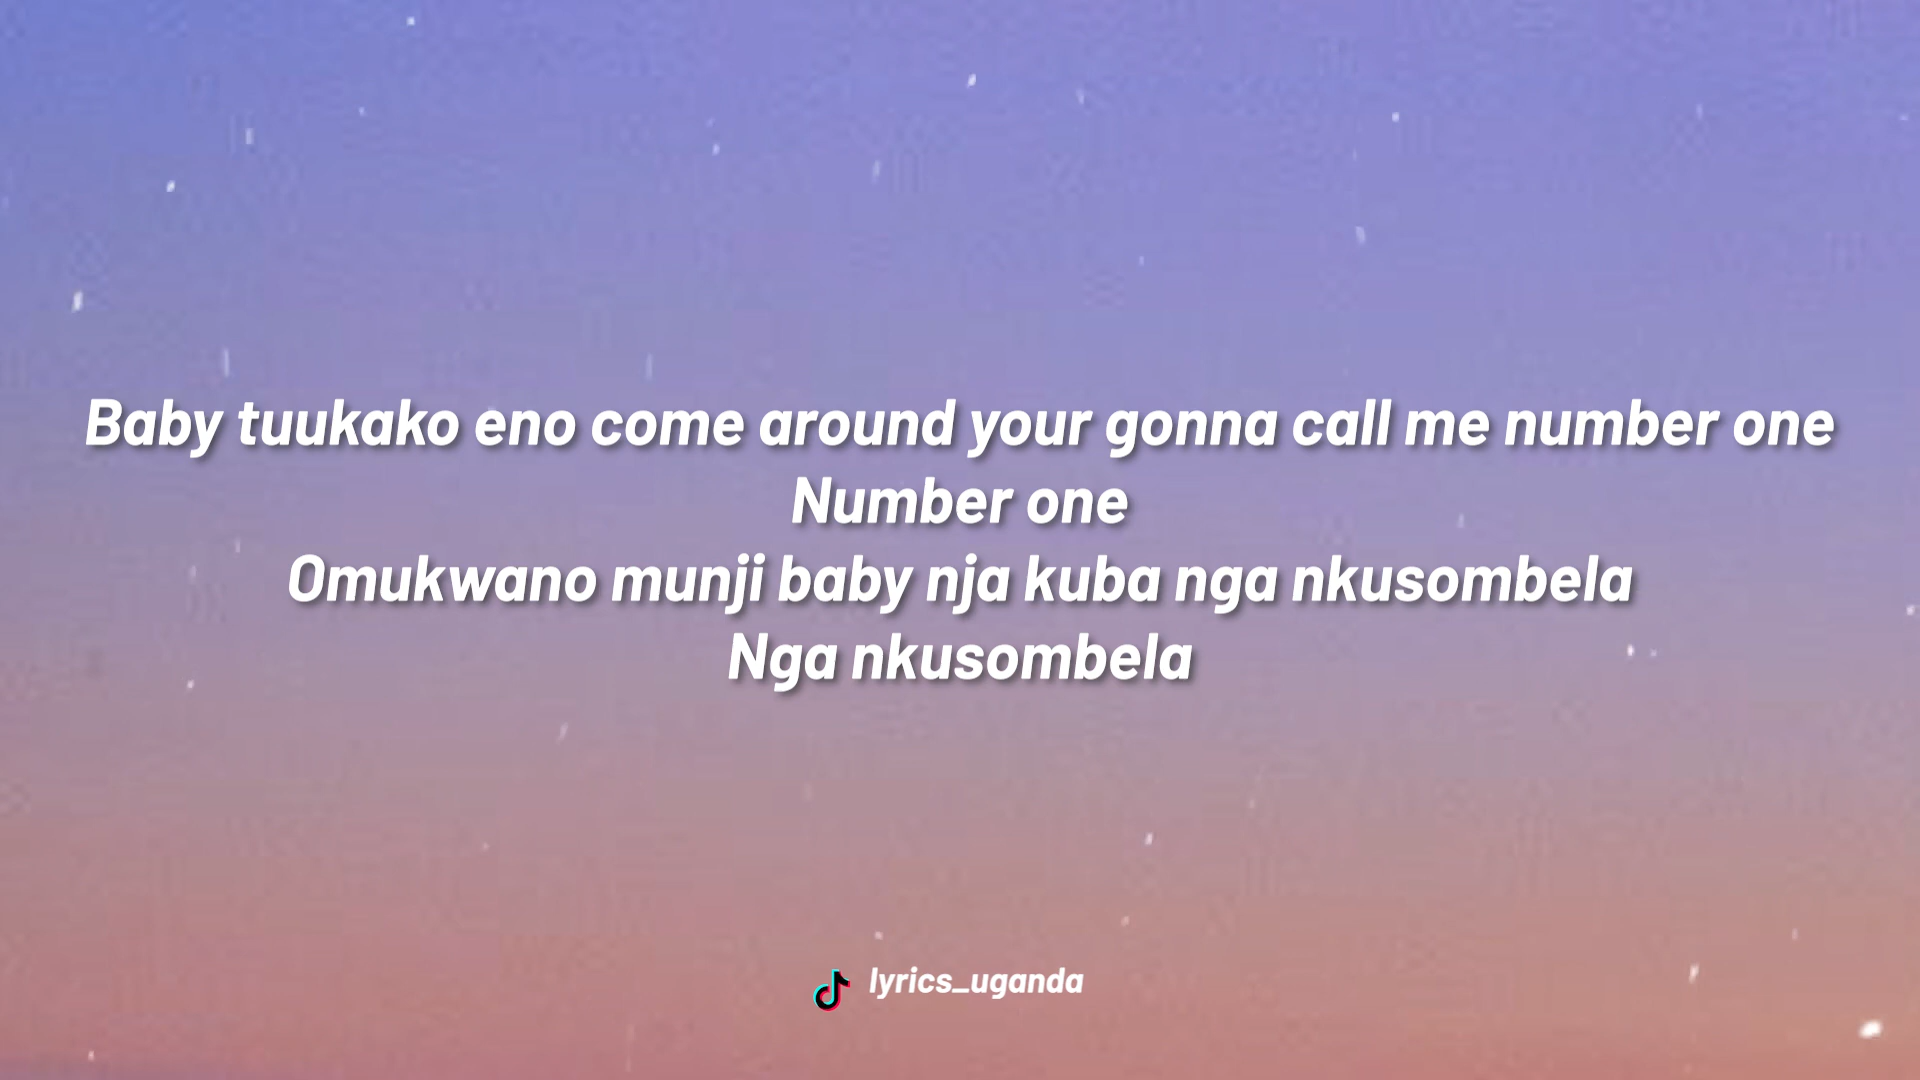 Baby tuukako eno come around your gonna call me number one
Number one
Omukwano munji baby nja kuba nga nkusombela
Nga nkusombela
lyrics_uganda